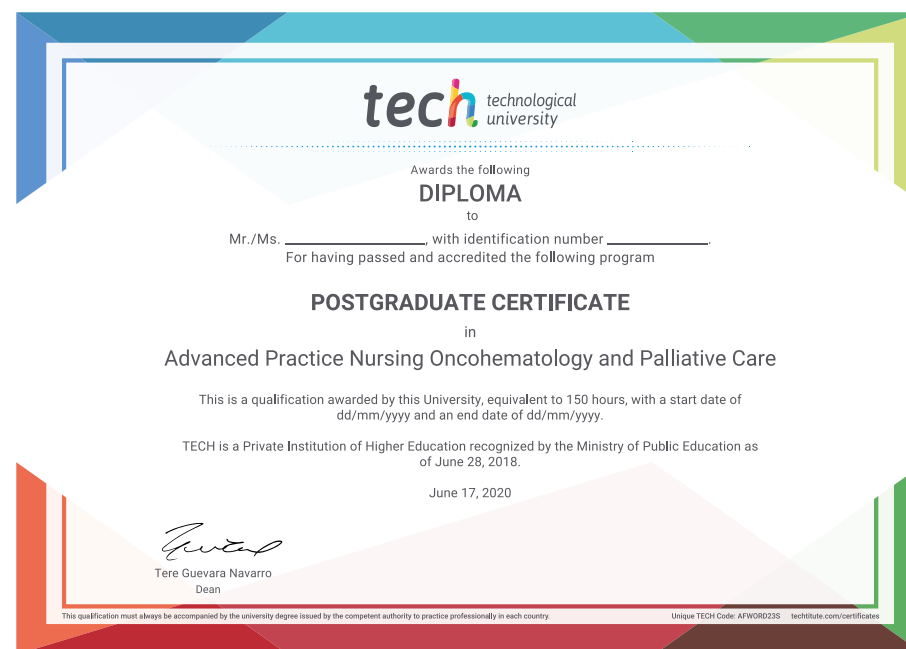 tech technological
university
Awards the following
DIPLOMA
to
Mr./Ms. ____________________, with identification number ______________.
For having passed and accredited the following program
POSTGRADUATE CERTIFICATE
in
Advanced Practice Nursing Oncohematology and Palliative Care
This is a qualification awarded by this University, equivalent to 150 hours, with a start date of
dd/mm/yyyy and an end date of dd/mm/yyyy.
TECH is a Private Institution of Higher Education recognized by the Ministry of Public Education as
of June 28, 2018.
June 17, 2020
Tere Guevara Navarro
Dean
This qualification must always be accompanied by the university degree issued by the competent authority to practice professionally in each country.
Unique TECH Code: AFWORD23S techtitute.com/certificates